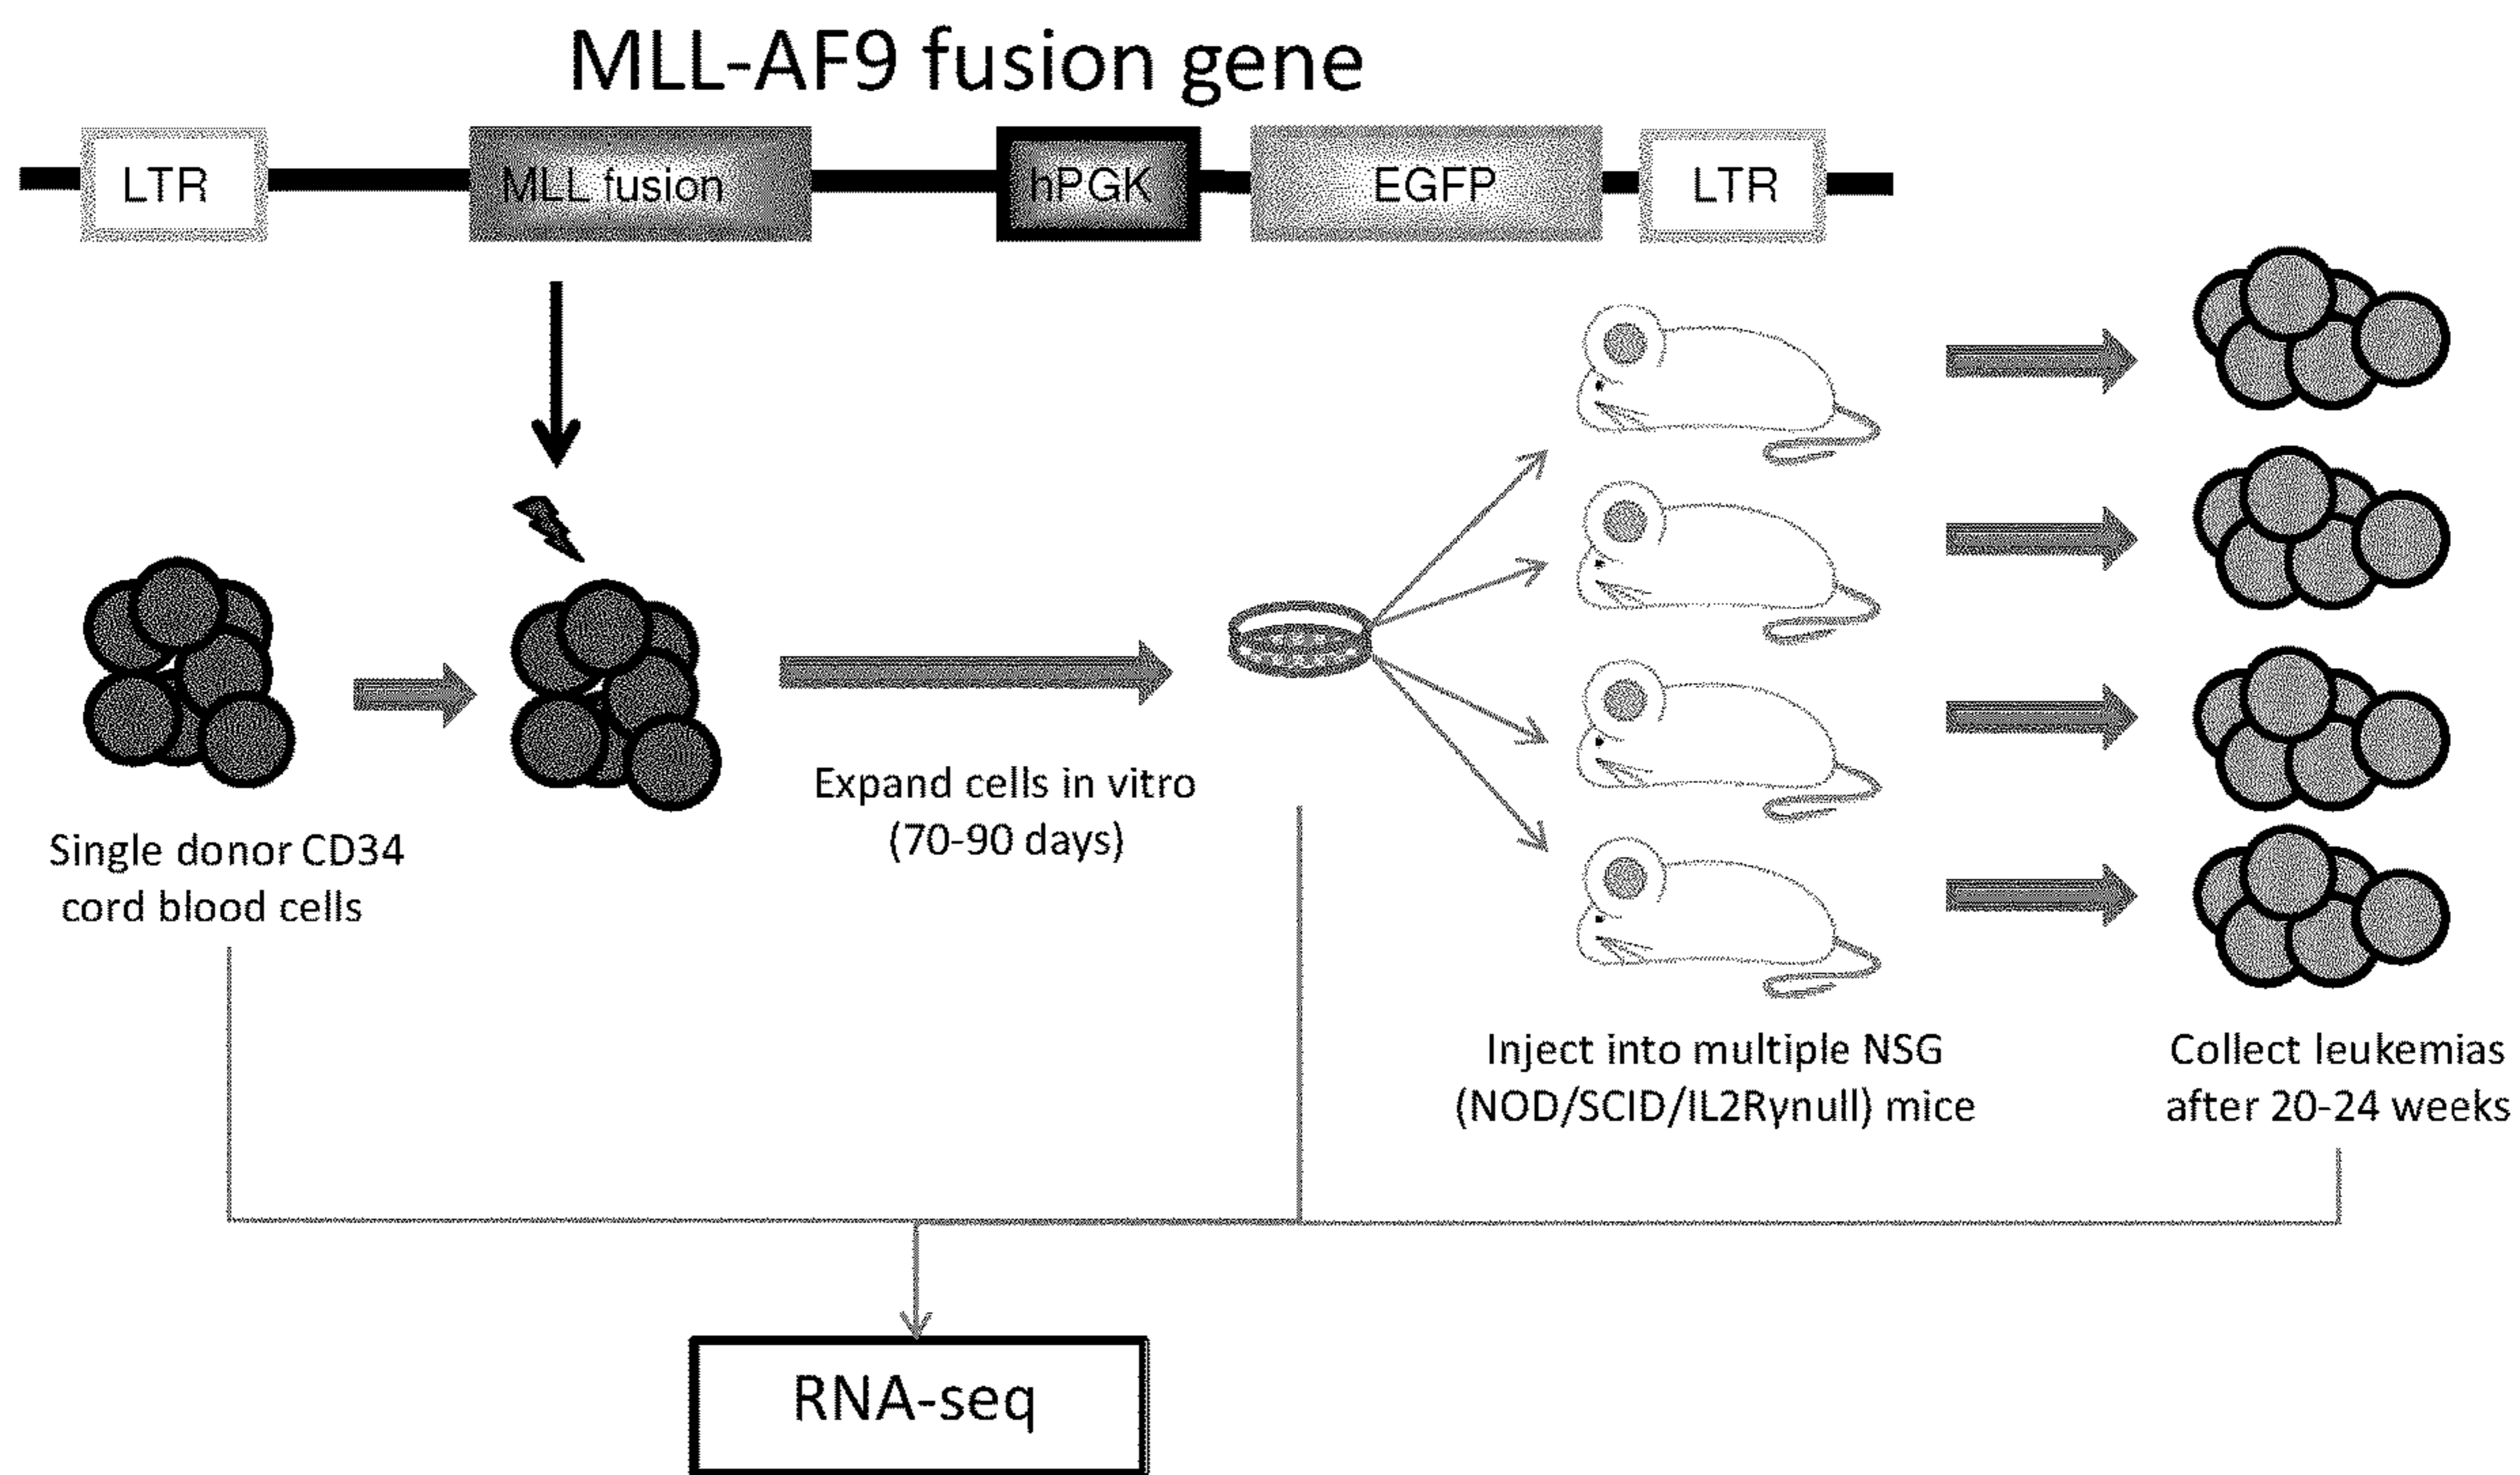 MLL-AF9 fusion gene
LTR
MLL fusion
hPGK
EGFP
LTR
Expand cells in vitro
(70-90 days)
Single donor CD34
cord blood cells
Inject into multiple NSG
(NOD/SCID/IL2Rγnull) mice
Collect leukemias
after 20-24 weeks
RNA-seq